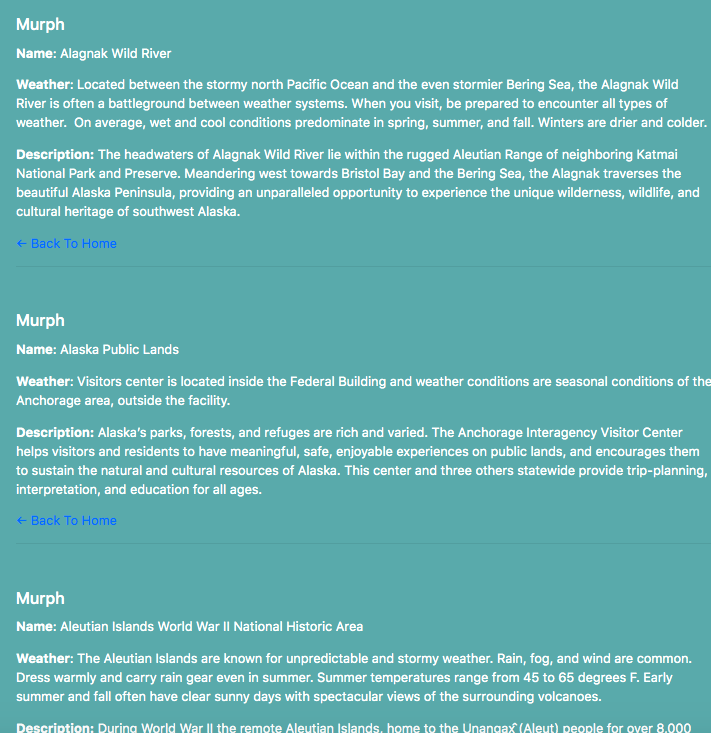 Murph
Name: Alagnak Wild River
Weather: Located between the stormy north Pacific Ocean and the even stormier Bering Sea, the Alagnak Wild
River is often a battleground between weather systems. When you visit, be prepared to encounter all types of
weather.  On average, wet and cool conditions predominate in spring, summer, and fall. Winters are drier and colder.
Description: The headwaters of Alagnak Wild River lie within the rugged Aleutian Range of neighboring Katmai
National Park and Preserve. Meandering west towards Bristol Bay and the Bering Sea, the Alagnak traverses the
beautiful Alaska Peninsula, providing an unparalleled opportunity to experience the unique wilderness, wildlife, and
cultural heritage of southwest Alaska.
← Back To Home
Murph
Name: Alaska Public Lands
Weather: Visitors center is located inside the Federal Building and weather conditions are seasonal conditions of the
Anchorage area, outside the facility.
Description: Alaska’s parks, forests, and refuges are rich and varied. The Anchorage Interagency Visitor Center
helps visitors and residents to have meaningful, safe, enjoyable experiences on public lands, and encourages them
to sustain the natural and cultural resources of Alaska. This center and three others statewide provide trip-planning,
interpretation, and education for all ages.
← Back To Home
Murph
Name: Aleutian Islands World War II National Historic Area
Weather: The Aleutian Islands are known for unpredictable and stormy weather. Rain, fog, and wind are common.
Dress warmly and carry rain gear even in summer. Summer temperatures range from 45 to 65 degrees F. Early
summer and fall often have clear sunny days with spectacular views of the surrounding volcanoes.
Description: During World War II the remote Aleutian Islands, home to the Unangax̂ (Aleut) people for over 8,000